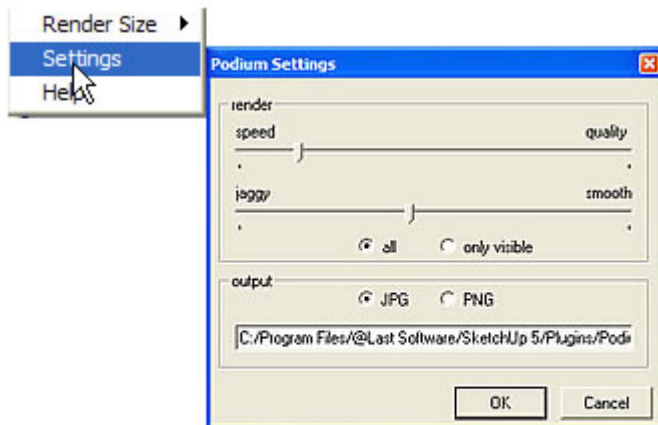 Render Size
Settings
Help
Podium Settings
render
speed quality
jaggy smooth
all only visible
output
JPG PNG
C:/Program Files/@Last Software/SketchUp 5/Plugins/Podi
OK Cancel